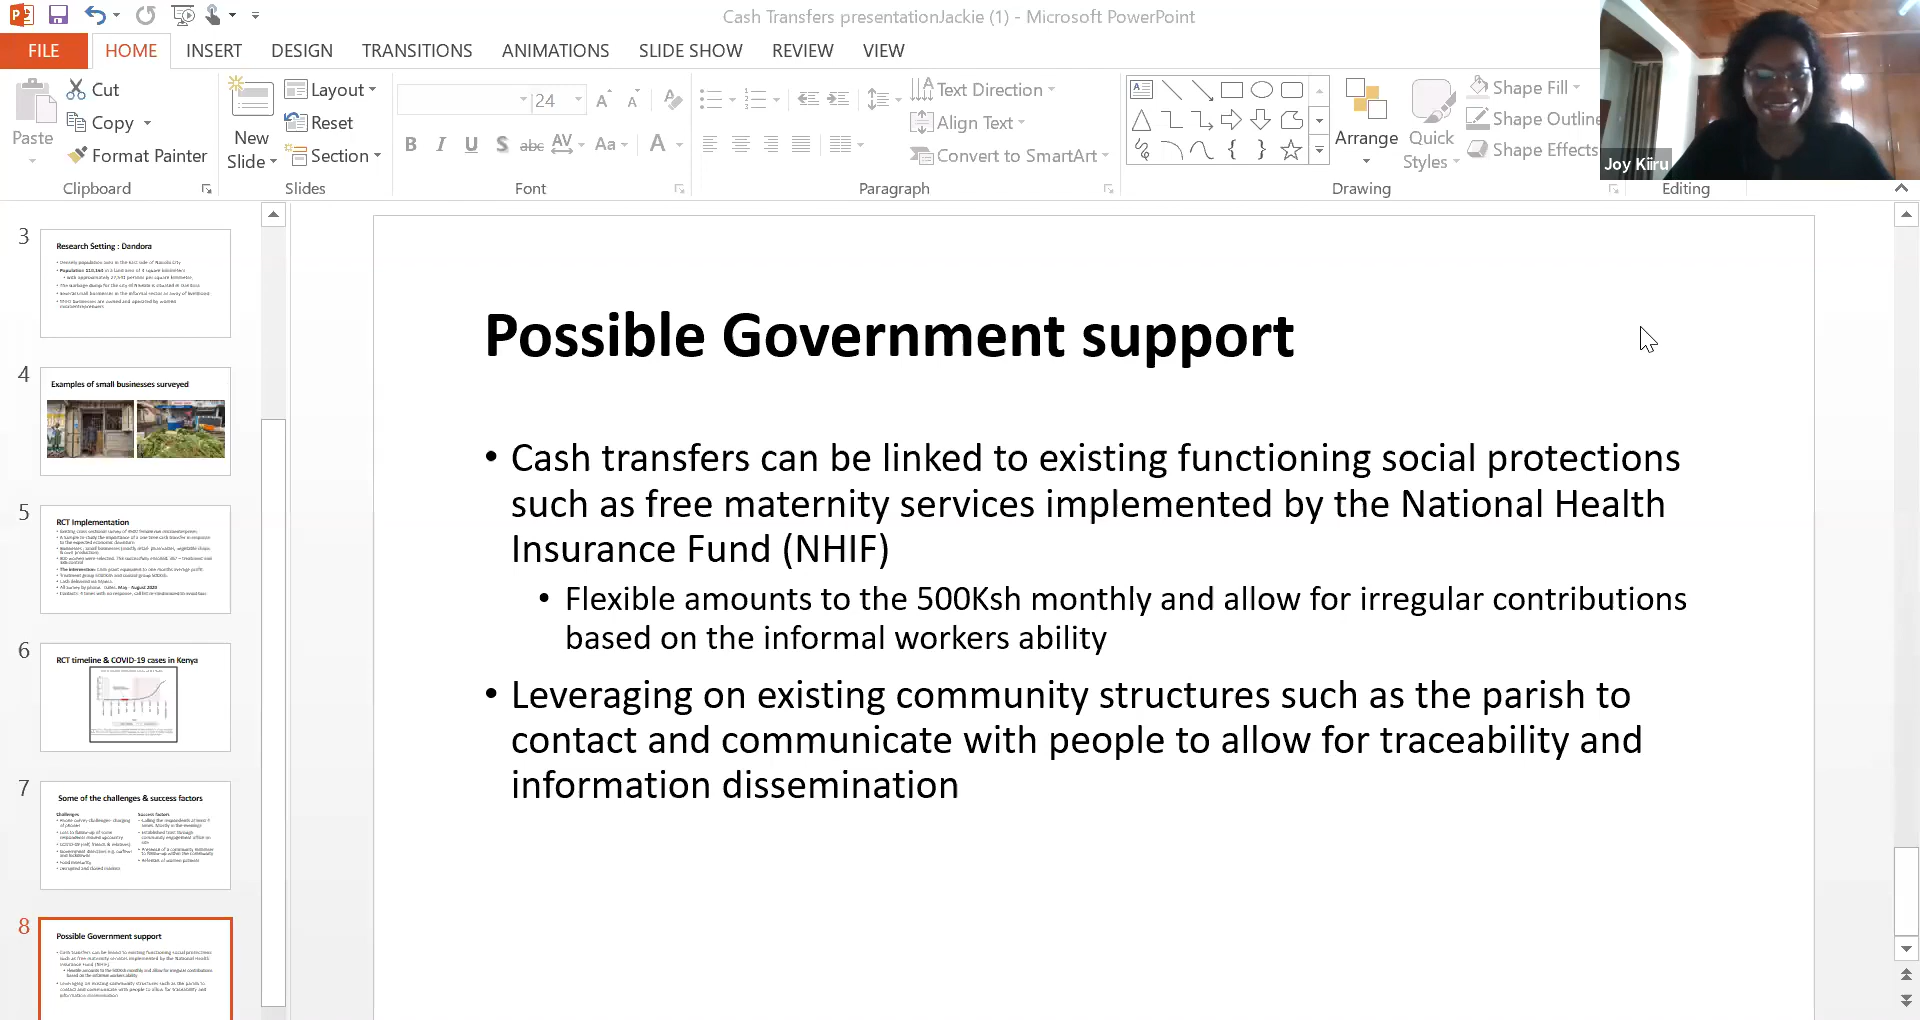 Cash Transfers presentationJackie (1) - Microsoft PowerPoint
FILE
HOME
INSERT
DESIGN
TRANSITIONS
ANIMATIONS
SLIDE SHOW
REVIEW
VIEW
Paste
Cut
Copy
Format Painter
Clipboard
New
Slide
Layout
Reset
Section
Slides
24
B I U S abc AV Aa A
Font
Text Direction
Align Text
Convert to SmartArt
Paragraph
Arrange
Quick
Styles
Shape Fill
Shape Outline
Shape Effects
Drawing
Editing
Joy Kiiru
3
Research Setting : Dandora
4
Examples of small businesses surveyed
5
RCT Implementation
6
RCT timeline & COVID-19 cases in Kenya
7
Some of the challenges & success factors
Challenges
Success factors
8
Possible Government support
Possible Government support
• Cash transfers can be linked to existing functioning social protections
such as free maternity services implemented by the National Health
Insurance Fund (NHIF)
• Flexible amounts to the 500Ksh monthly and allow for irregular contributions
based on the informal workers ability
• Leveraging on existing community structures such as the parish to
contact and communicate with people to allow for traceability and
information dissemination